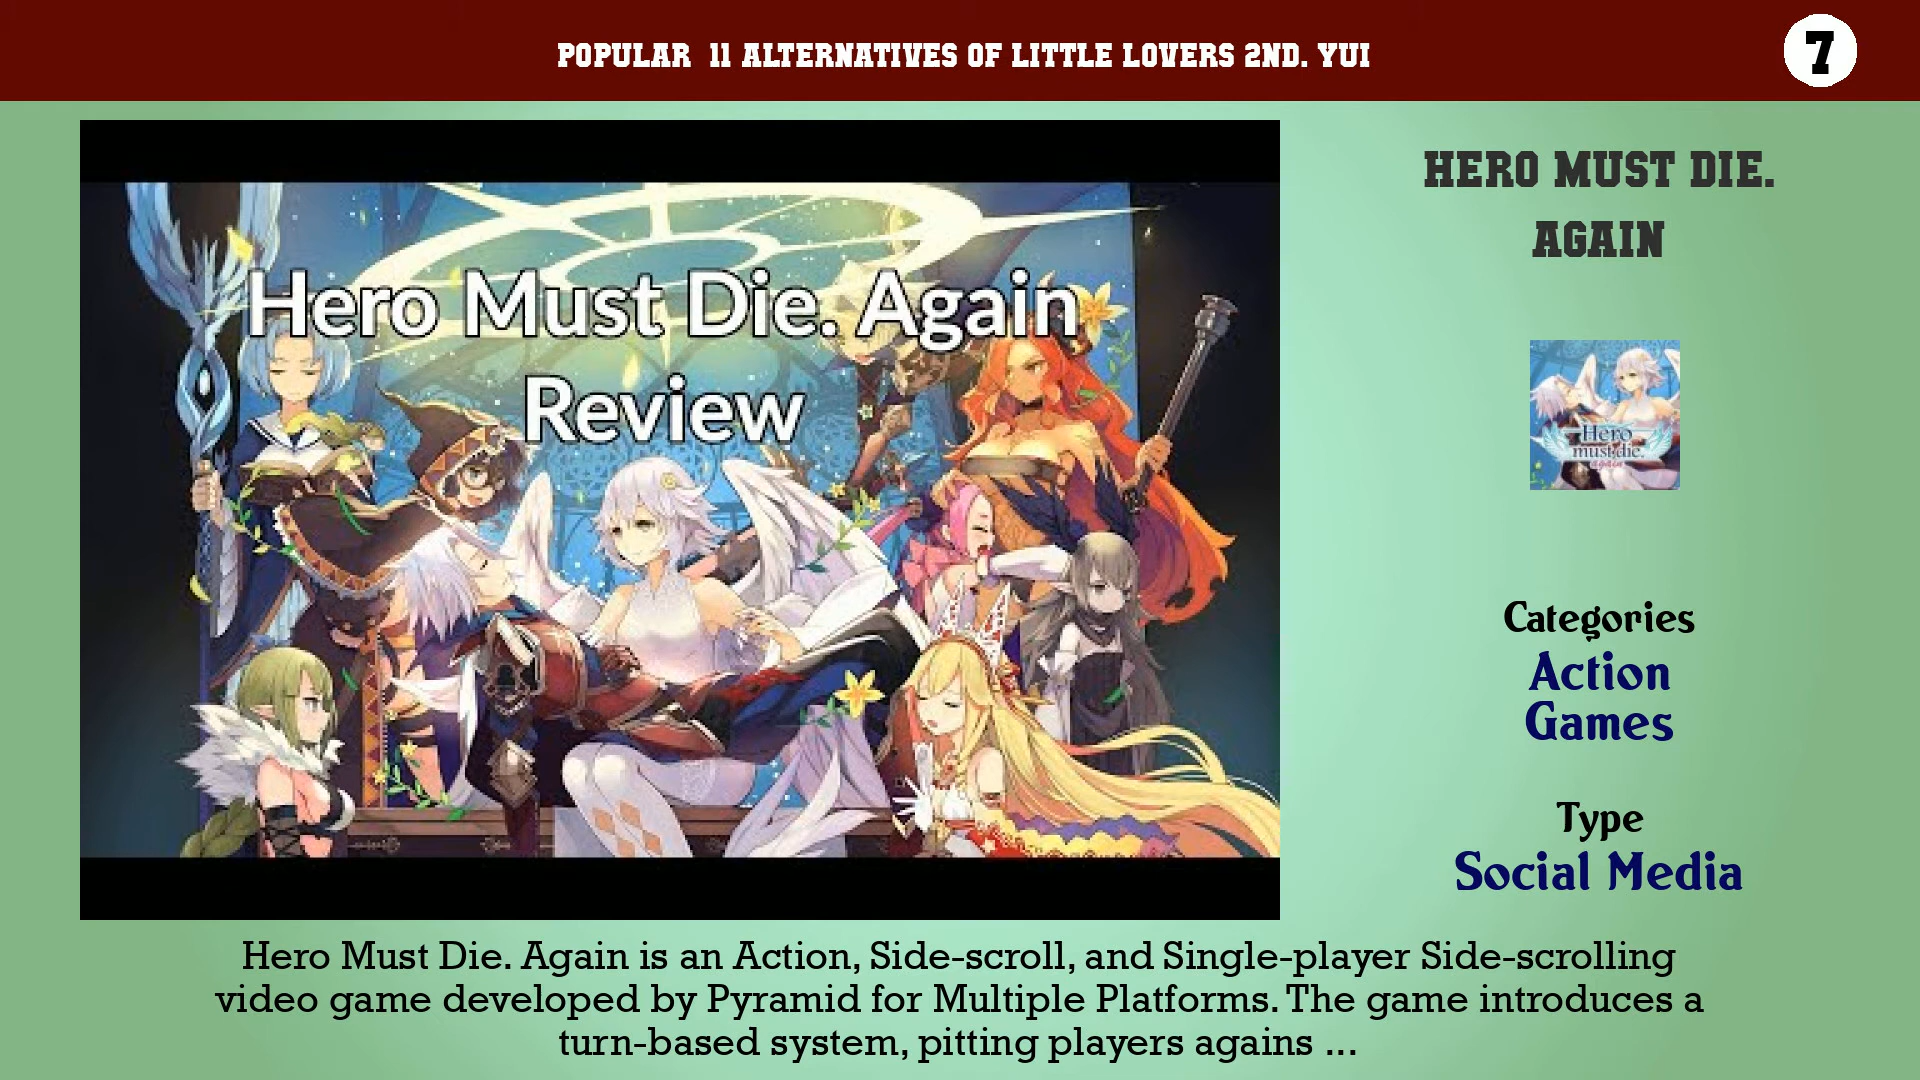 POPULAR 11 ALTERNATIVES OF LITTLE LOVERS 2ND. YUI
7
Hero Must Die. Again
Review
HERO MUST DIE.
AGAIN
Hero
must die.
again
Categories
Action
Games
Type
Social Media
Hero Must Die. Again is an Action, Side-scroll, and Single-player Side-scrolling
video game developed by Pyramid for Multiple Platforms. The game introduces a
turn-based system, pitting players agains ...